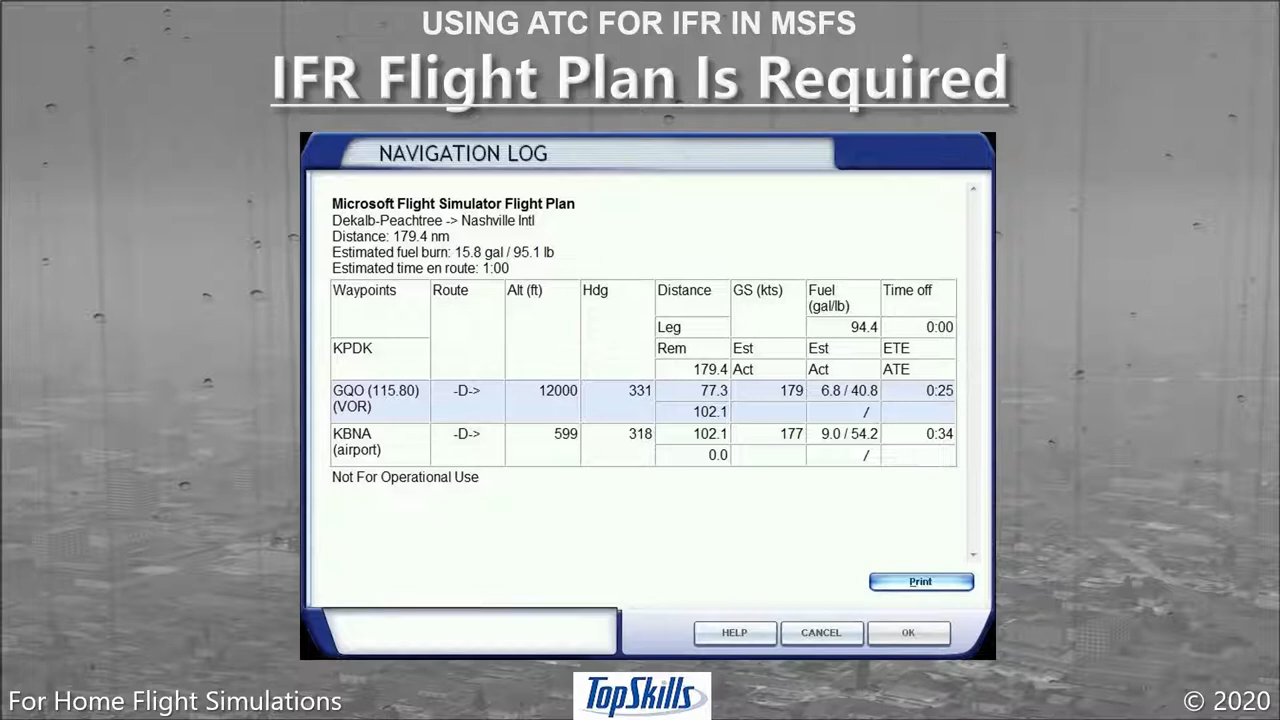 USING ATC FOR IFR IN MSFS
IFR Flight Plan Is Required
NAVIGATION LOG
Microsoft Flight Simulator Flight Plan
Dekalb-Peachtree -> Nashville Intl
Distance: 179.4 nm
Estimated fuel burn: 15.8 gal / 95.1 lb
Estimated time en route: 1:00
Waypoints Route Alt (ft) Hdg Distance GS (kts) Fuel Time off
(gal/lb)
Leg 94.4 0:00
KPDK Rem Est Est ETE
179.4 Act Act ATE
GQO (115.80) -D-> 12000 331 77.3 179 6.8 / 40.8 0:25
(VOR) 102.1 /
KBNA -D-> 599 318 102.1 177 9.0 / 54.2 0:34
(airport) 0.0 /
Not For Operational Use
Print
HELP CANCEL OK
For Home Flight Simulations TopSkills © 2020